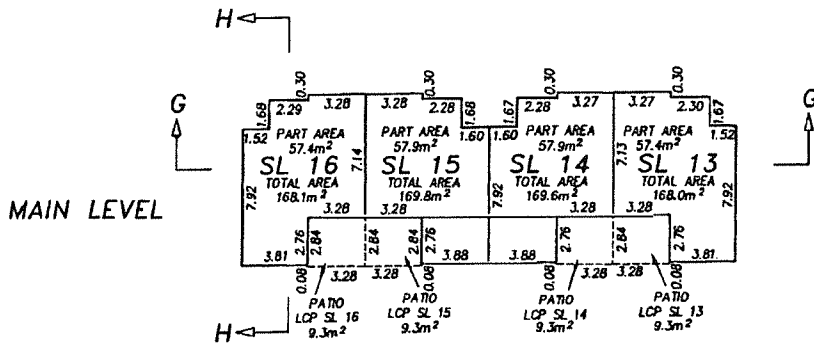 H
G
G
MAIN LEVEL
0.30
0.30
0.30
0.30
1.68
2.29
3.28
3.28
2.28
1.68
1.67
2.28
3.27
3.27
2.30
1.67
1.52
1.60
1.60
1.52
PART AREA
57.4m²
SL 16
TOTAL AREA
168.1m²
PART AREA
57.9m²
SL 15
TOTAL AREA
169.8m²
PART AREA
57.9m²
SL 14
TOTAL AREA
169.6m²
PART AREA
57.4m²
SL 13
TOTAL AREA
168.0m²
7.92
7.14
7.92
7.13
7.92
3.28
3.28
3.28
3.28
2.76
2.84
2.84
2.84
2.76
2.76
2.84
2.76
3.81
3.88
3.88
3.81
0.08
3.28
3.28
0.08
0.08
3.28
3.28
0.08
PATIO
LCP SL 16
9.3m²
PATIO
LCP SL 15
9.3m²
PATIO
LCP SL 14
9.3m²
PATIO
LCP SL 13
9.3m²
H